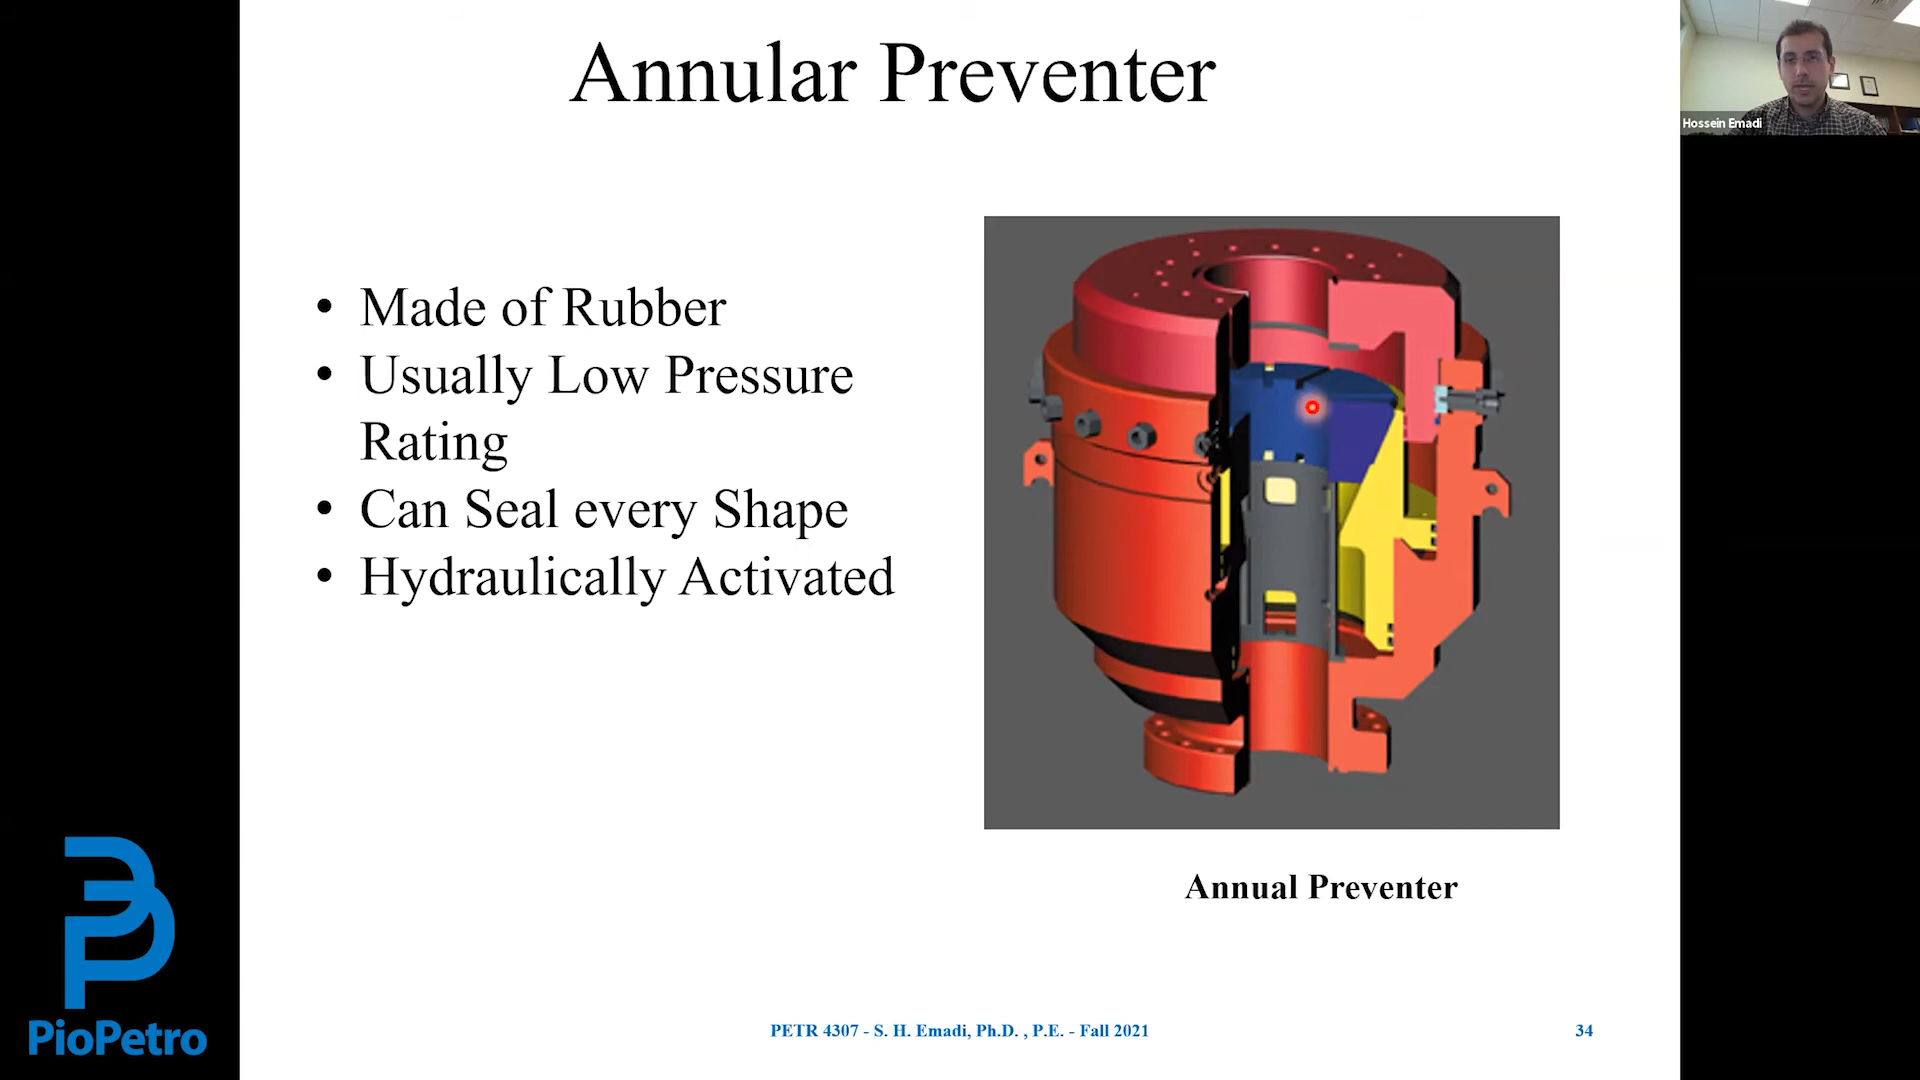 Annular Preventer
Hossein Emadi
• Made of Rubber
• Usually Low Pressure
Rating
• Can Seal every Shape
• Hydraulically Activated
Annual Preventer
PioPetro
PETR 4307 - S. H. Emadi, Ph.D. , P.E. - Fall 2021
34